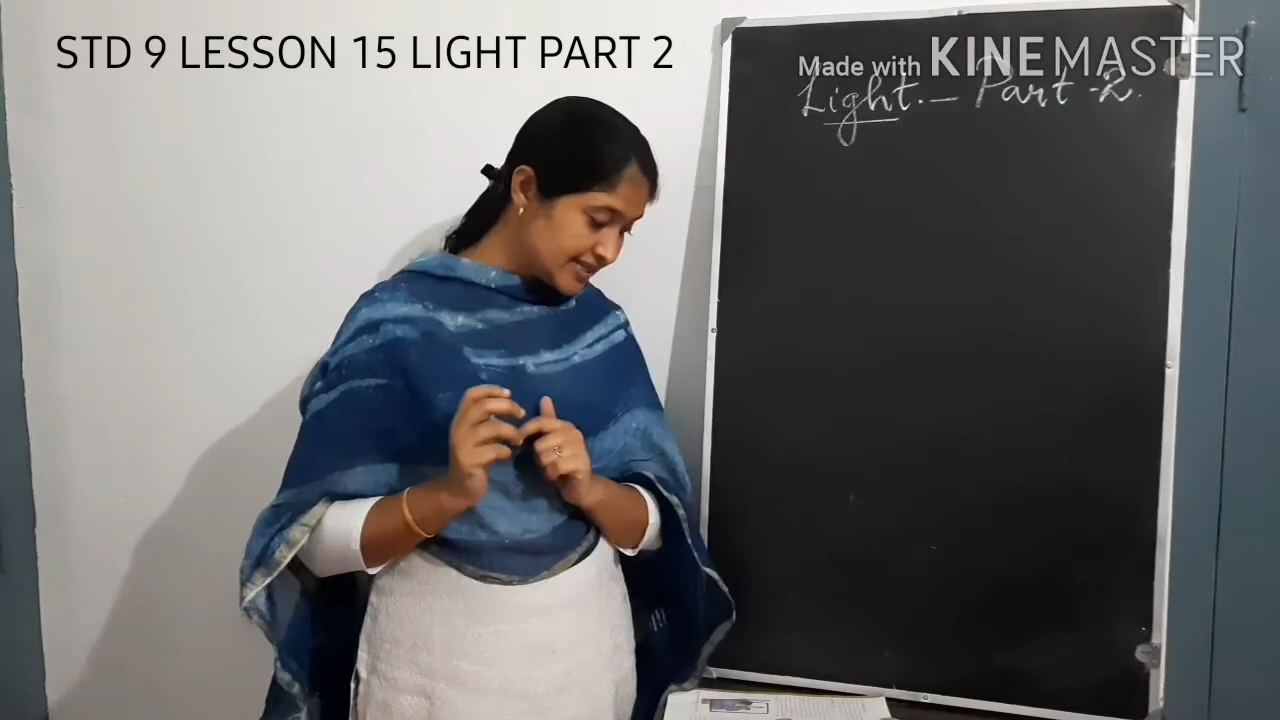 STD 9 LESSON 15 LIGHT PART 2
Made with KINEMASTER
Light. — Part -2.